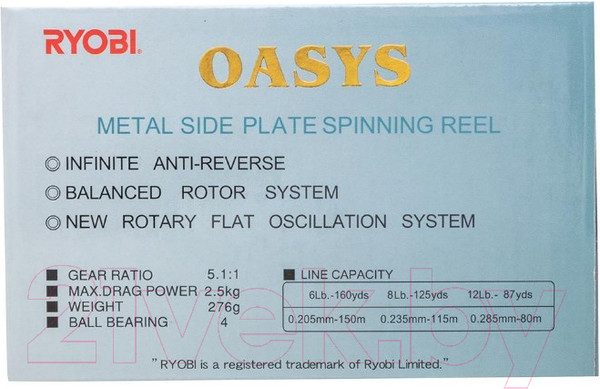 RYOBI®
OASYS
METAL SIDE PLATE SPINNING REEL
◎ INFINITE ANTI-REVERSE
◎ BALANCED ROTOR SYSTEM
◎ NEW ROTARY FLAT OSCILLATION SYSTEM
■ GEAR RATIO 5.1:1
■ MAX.DRAG POWER 2.5kg
■ WEIGHT 276g
■ BALL BEARING 4
■ LINE CAPACITY
6Lb.-160yds 8Lb.-125yds 12Lb.- 87yds
0.205mm-150m 0.235mm-115m 0.285mm-80m
"RYOBI is a registered trademark of Ryobi Limited."
21vek.by